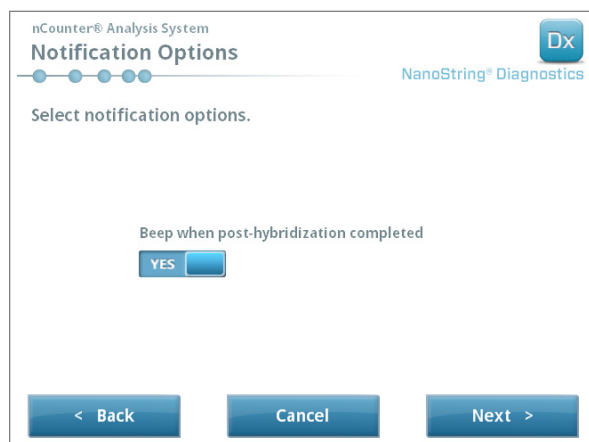 nCounter® Analysis System
Notification Options
Dx
NanoString® Diagnostics
Select notification options.
Beep when post-hybridization completed
YES
< Back
Cancel
Next >